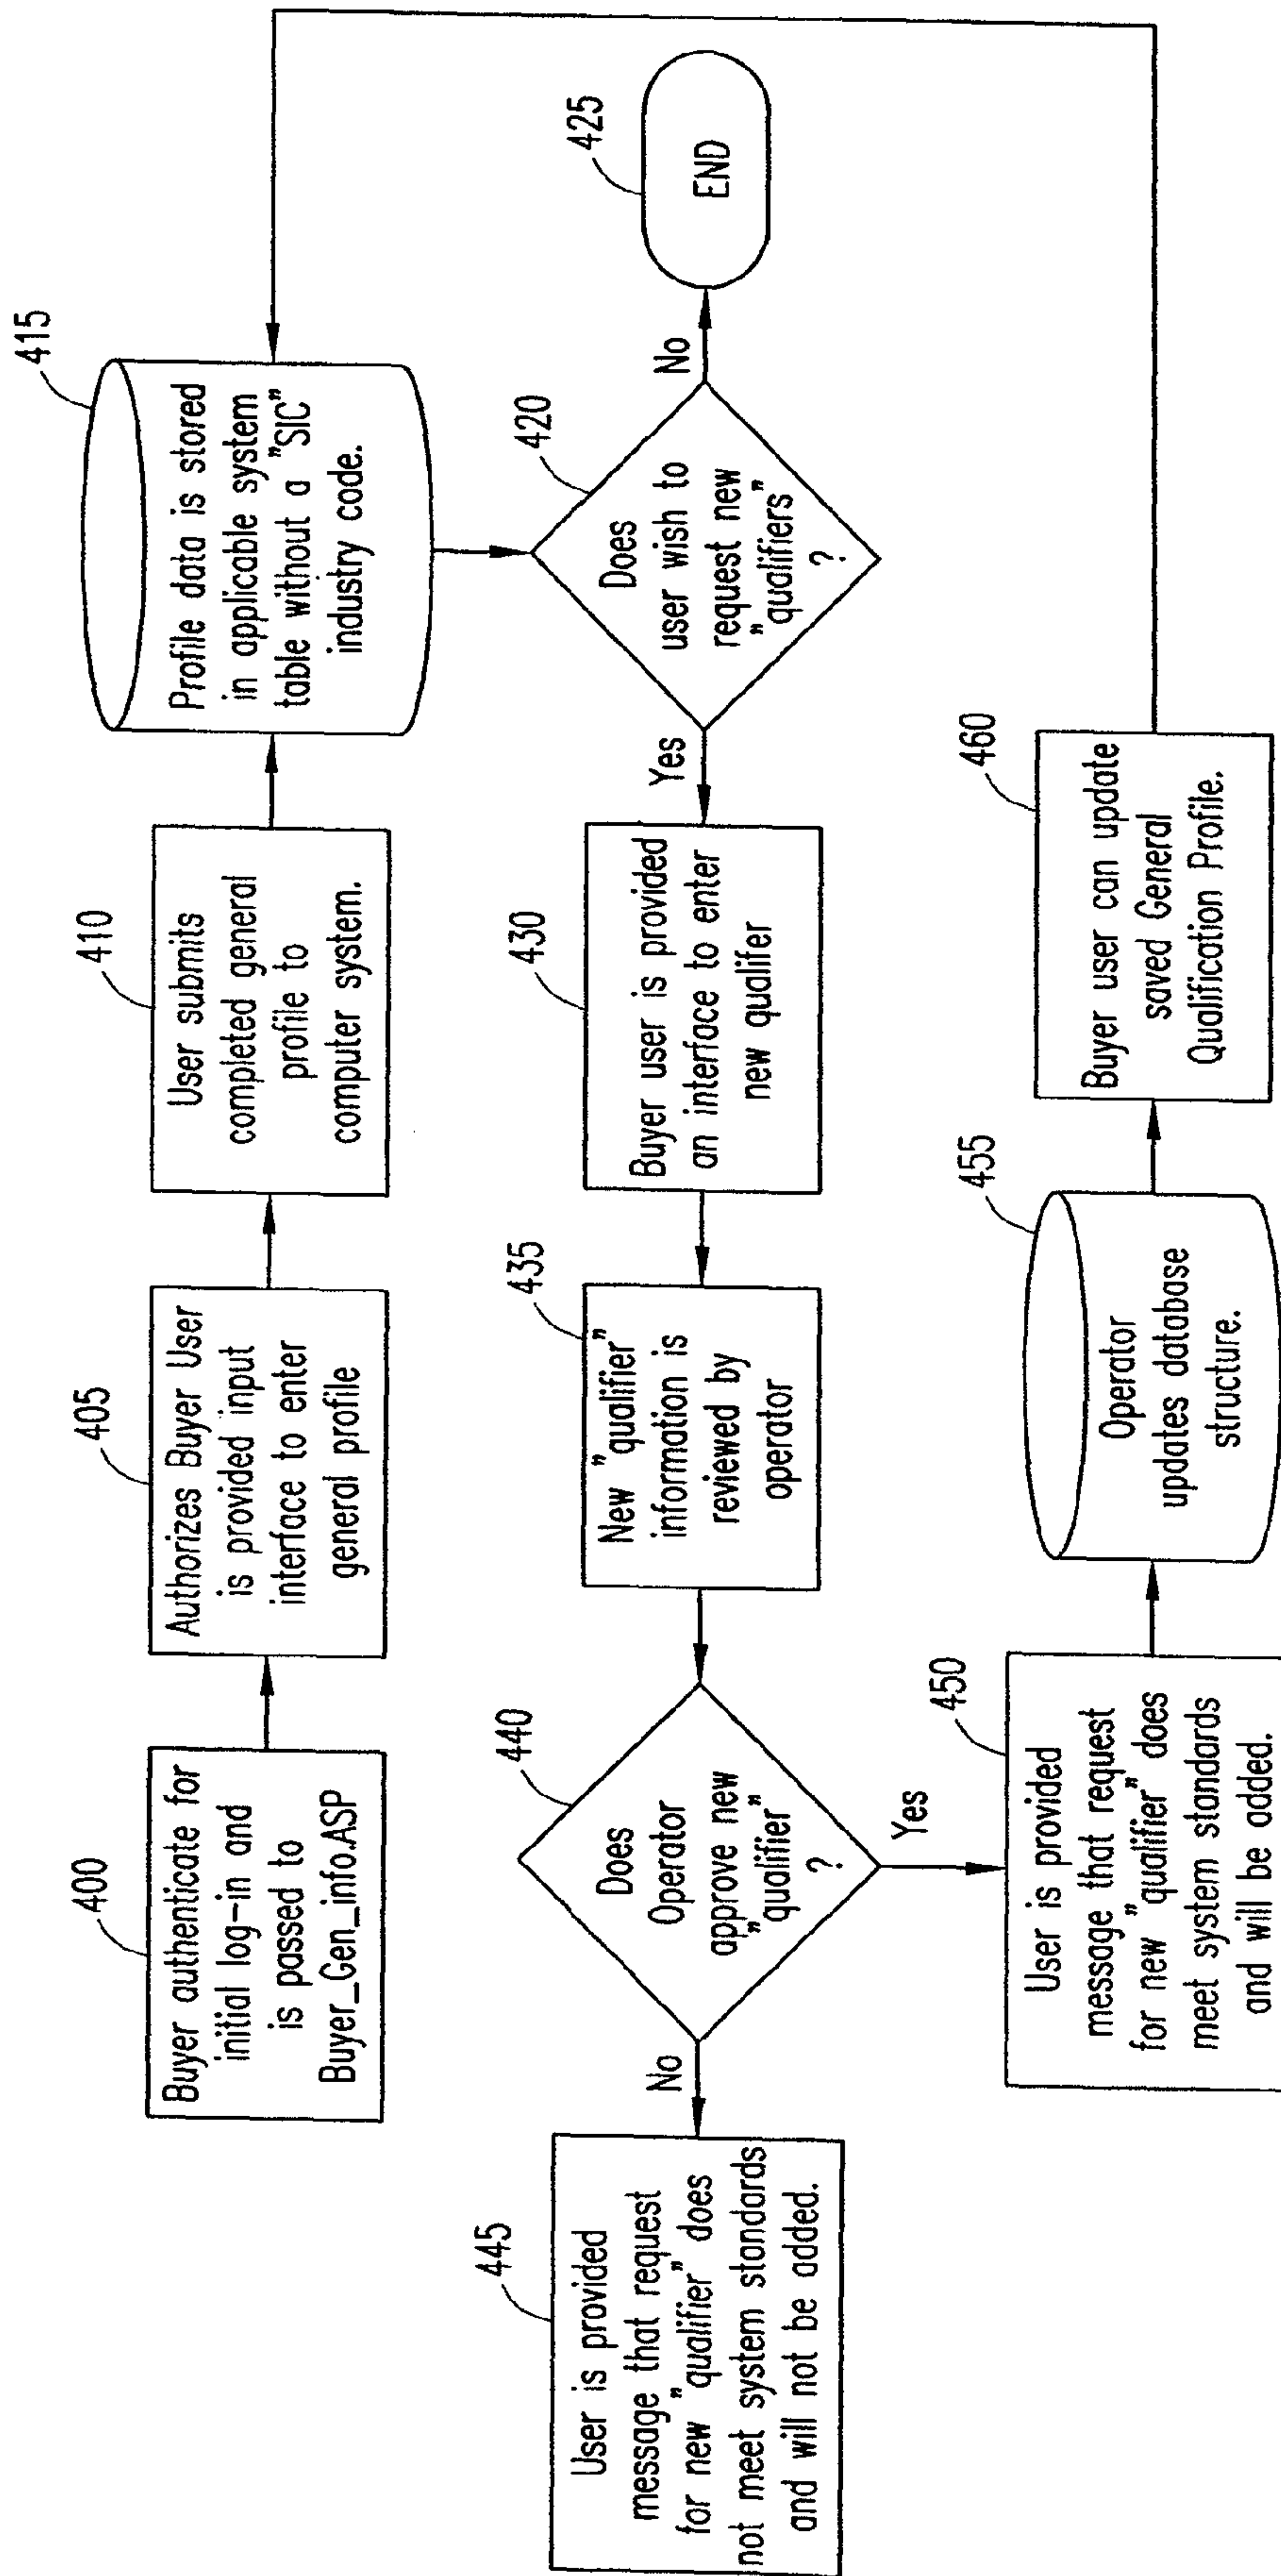 400
Buyer authenticate for
initial log-in and
is passed to
Buyer_Gen_info.ASP
405
Authorizes Buyer User
is provided input
interface to enter
general profile
410
User submits
completed general
profile to
computer system.
415
Profile data is stored
in applicable system
table without a "SIC"
industry code.
420
Does
user wish to
request new
"qualifiers"
?
No
425
END
Yes
430
Buyer user is provided
an interface to enter
new qualifer
435
New "qualifier"
information is
reviewed by
operator
440
Does
Operator
approve new
"qualifier"
?
No
445
User is provided
message that request
for new "qualifier" does
not meet system standards
and will not be added.
Yes
450
User is provided
message that request
for new "qualifier" does
meet system standards
and will be added.
455
Operator
updates database
structure.
460
Buyer user can update
saved General
Qualification Profile.